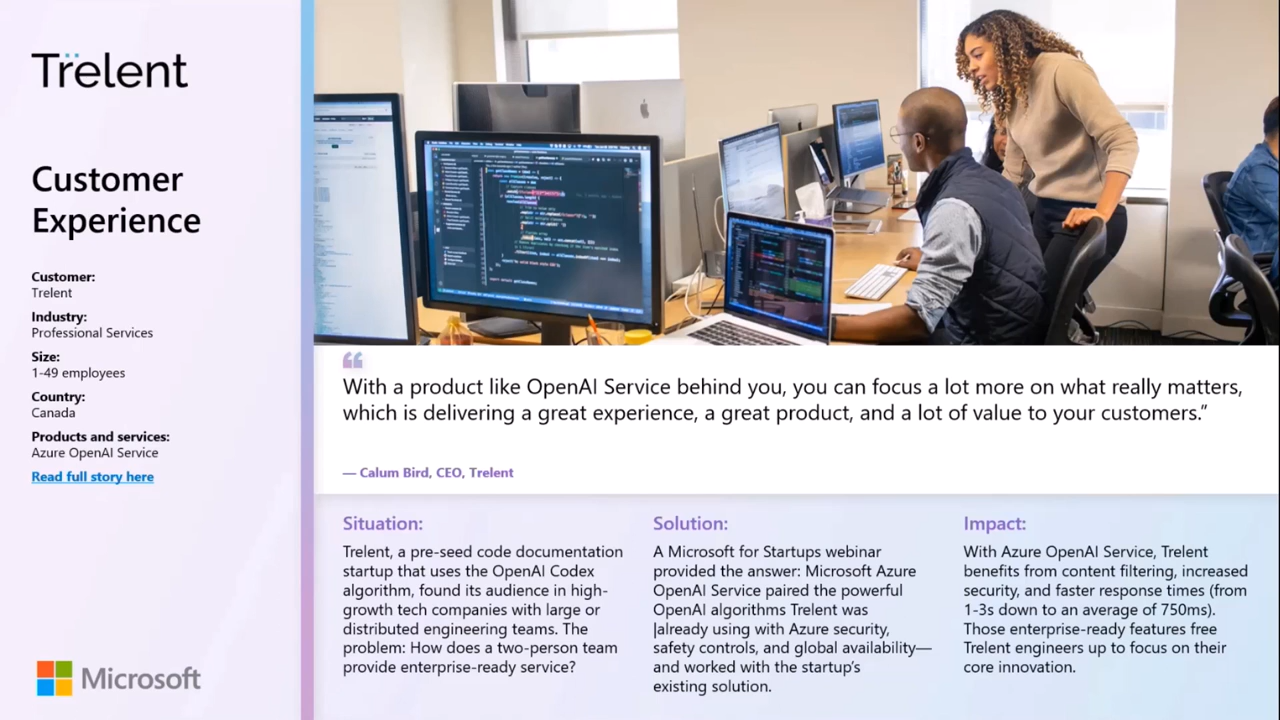 Trelent
Customer
Experience
Customer:
Trelent
Industry:
Professional Services
Size:
1-49 employees
Country:
Canada
Products and services:
Azure OpenAI Service
Read full story here
Microsoft
“
With a product like OpenAI Service behind you, you can focus a lot more on what really matters,
which is delivering a great experience, a great product, and a lot of value to your customers.”
— Calum Bird, CEO, Trelent
Situation:
Trelent, a pre-seed code documentation
startup that uses the OpenAI Codex
algorithm, found its audience in high-
growth tech companies with large or
distributed engineering teams. The
problem: How does a two-person team
provide enterprise-ready service?
Solution:
A Microsoft for Startups webinar
provided the answer: Microsoft Azure
OpenAI Service paired the powerful
OpenAI algorithms Trelent was
already using with Azure security,
safety controls, and global availability—
and worked with the startup’s
existing solution.
Impact:
With Azure OpenAI Service, Trelent
benefits from content filtering, increased
security, and faster response times (from
1-3s down to an average of 750ms).
Those enterprise-ready features free
Trelent engineers up to focus on their
core innovation.